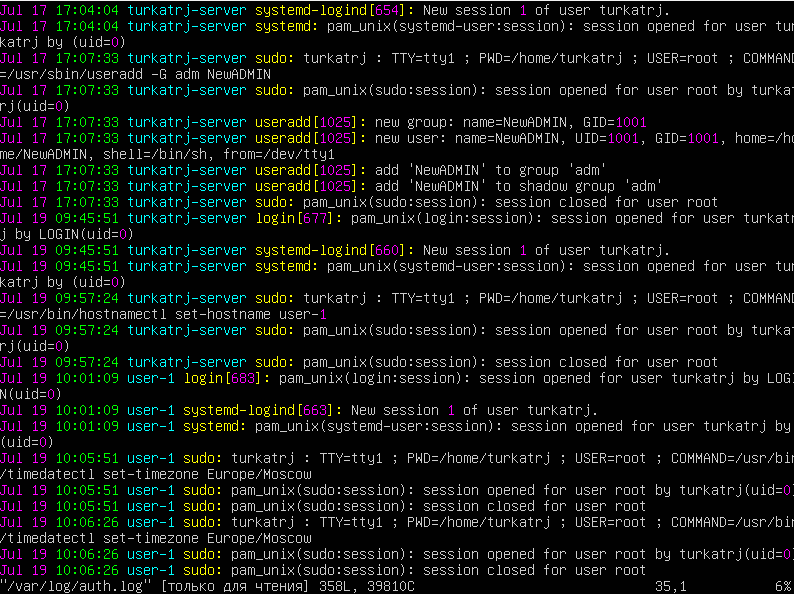 Jul 17 17:04:04 turkatrj-server systemd-logind[654]: New session 1 of user turkatrj.
Jul 17 17:04:04 turkatrj-server systemd: pam_unix(systemd-user:session): session opened for user tur
katrj by (uid=0)
Jul 17 17:07:33 turkatrj-server sudo: turkatrj : TTY=tty1 ; PWD=/home/turkatrj ; USER=root ; COMMAND
=/usr/sbin/useradd -G adm NewADMIN
Jul 17 17:07:33 turkatrj-server sudo: pam_unix(sudo:session): session opened for user root by turkat
rj(uid=0)
Jul 17 17:07:33 turkatrj-server useradd[1025]: new group: name=NewADMIN, GID=1001
Jul 17 17:07:33 turkatrj-server useradd[1025]: new user: name=NewADMIN, UID=1001, GID=1001, home=/ho
me/NewADMIN, shell=/bin/sh, from=/dev/tty1
Jul 17 17:07:33 turkatrj-server useradd[1025]: add 'NewADMIN' to group 'adm'
Jul 17 17:07:33 turkatrj-server useradd[1025]: add 'NewADMIN' to shadow group 'adm'
Jul 17 17:07:33 turkatrj-server sudo: pam_unix(sudo:session): session closed for user root
Jul 19 09:45:51 turkatrj-server login[677]: pam_unix(login:session): session opened for user turkatr
j by LOGIN(uid=0)
Jul 19 09:45:51 turkatrj-server systemd-logind[660]: New session 1 of user turkatrj.
Jul 19 09:45:51 turkatrj-server systemd: pam_unix(systemd-user:session): session opened for user tur
katrj by (uid=0)
Jul 19 09:57:24 turkatrj-server sudo: turkatrj : TTY=tty1 ; PWD=/home/turkatrj ; USER=root ; COMMAND
=/usr/bin/hostnamectl set-hostname user-1
Jul 19 09:57:24 turkatrj-server sudo: pam_unix(sudo:session): session opened for user root by turkat
rj(uid=0)
Jul 19 09:57:24 turkatrj-server sudo: pam_unix(sudo:session): session closed for user root
Jul 19 10:01:09 user-1 login[683]: pam_unix(login:session): session opened for user turkatrj by LOGI
N(uid=0)
Jul 19 10:01:09 user-1 systemd-logind[663]: New session 1 of user turkatrj.
Jul 19 10:01:09 user-1 systemd: pam_unix(systemd-user:session): session opened for user turkatrj by
(uid=0)
Jul 19 10:05:51 user-1 sudo: turkatrj : TTY=tty1 ; PWD=/home/turkatrj ; USER=root ; COMMAND=/usr/bin
/timedatectl set-timezone Europe/Moscow
Jul 19 10:05:51 user-1 sudo: pam_unix(sudo:session): session opened for user root by turkatrj(uid=0)
Jul 19 10:05:51 user-1 sudo: pam_unix(sudo:session): session closed for user root
Jul 19 10:06:26 user-1 sudo: turkatrj : TTY=tty1 ; PWD=/home/turkatrj ; USER=root ; COMMAND=/usr/bin
/timedatectl set-timezone Europe/Moscow
Jul 19 10:06:26 user-1 sudo: pam_unix(sudo:session): session opened for user root by turkatrj(uid=0)
Jul 19 10:06:26 user-1 sudo: pam_unix(sudo:session): session closed for user root
"/var/log/auth.log" [только для чтения] 358L, 39810C 35,1 6%